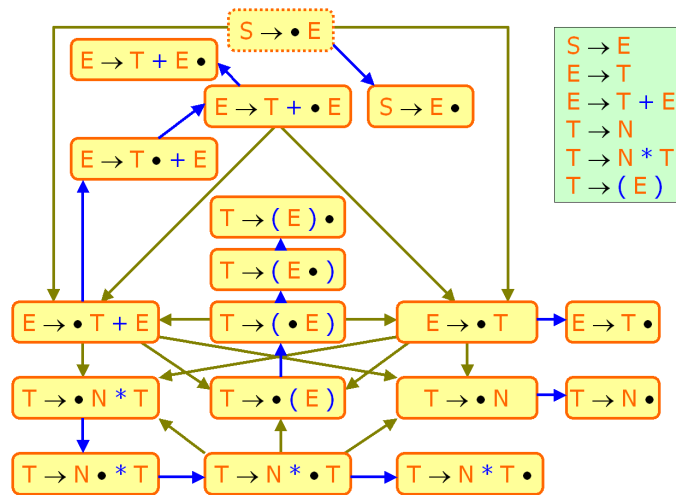 S → • E
E → T + E •
E → T + • E
S → E •
E → T • + E
T → ( E ) •
T → ( E • )
E → • T + E
T → ( • E )
E → • T
E → T •
T → • N * T
T → • ( E )
T → • N
T → N •
T → N • * T
T → N * • T
T → N * T •
S → E
E → T
E → T + E
T → N
T → N * T
T → ( E )